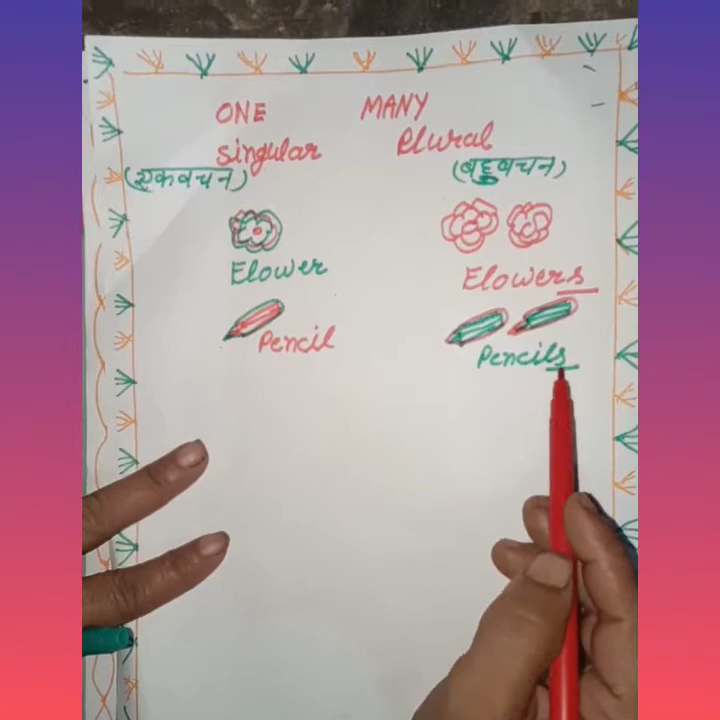 ONE MANY
Singular Plural
(एकवचन) (बहुवचन)
Flower Flowers
Pencil Pencils